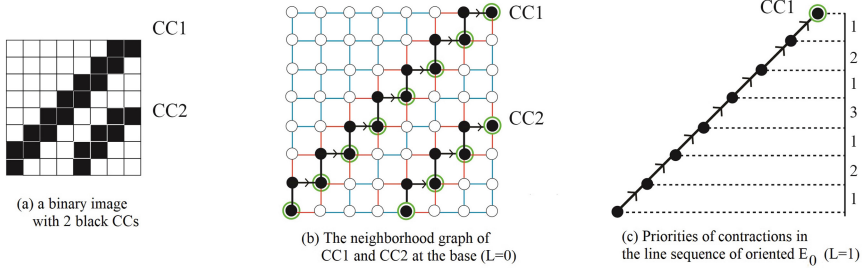 CC1
CC2
(a) a binary image
with 2 black CCs
CC1
CC2
(b) The neighborhood graph of
CC1 and CC2 at the base (L=0)
CC1
1
2
1
3
1
2
1
(c) Priorities of contractions in
the line sequence of oriented E₀ (L=1)